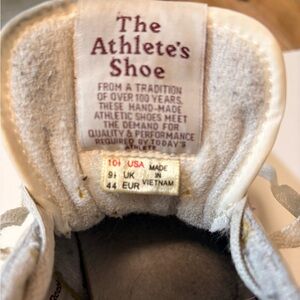 The
Athlete's
Shoe
FROM A TRADITION
OF OVER 100 YEARS,
THESE HAND-MADE
ATHLETIC SHOES MEET
THE DEMAND FOR
QUALITY & PERFORMANCE
REQUIRED BY TODAY'S
ATHLETE
10½ USA MADE
9½ UK IN
44 EUR VIETNAM